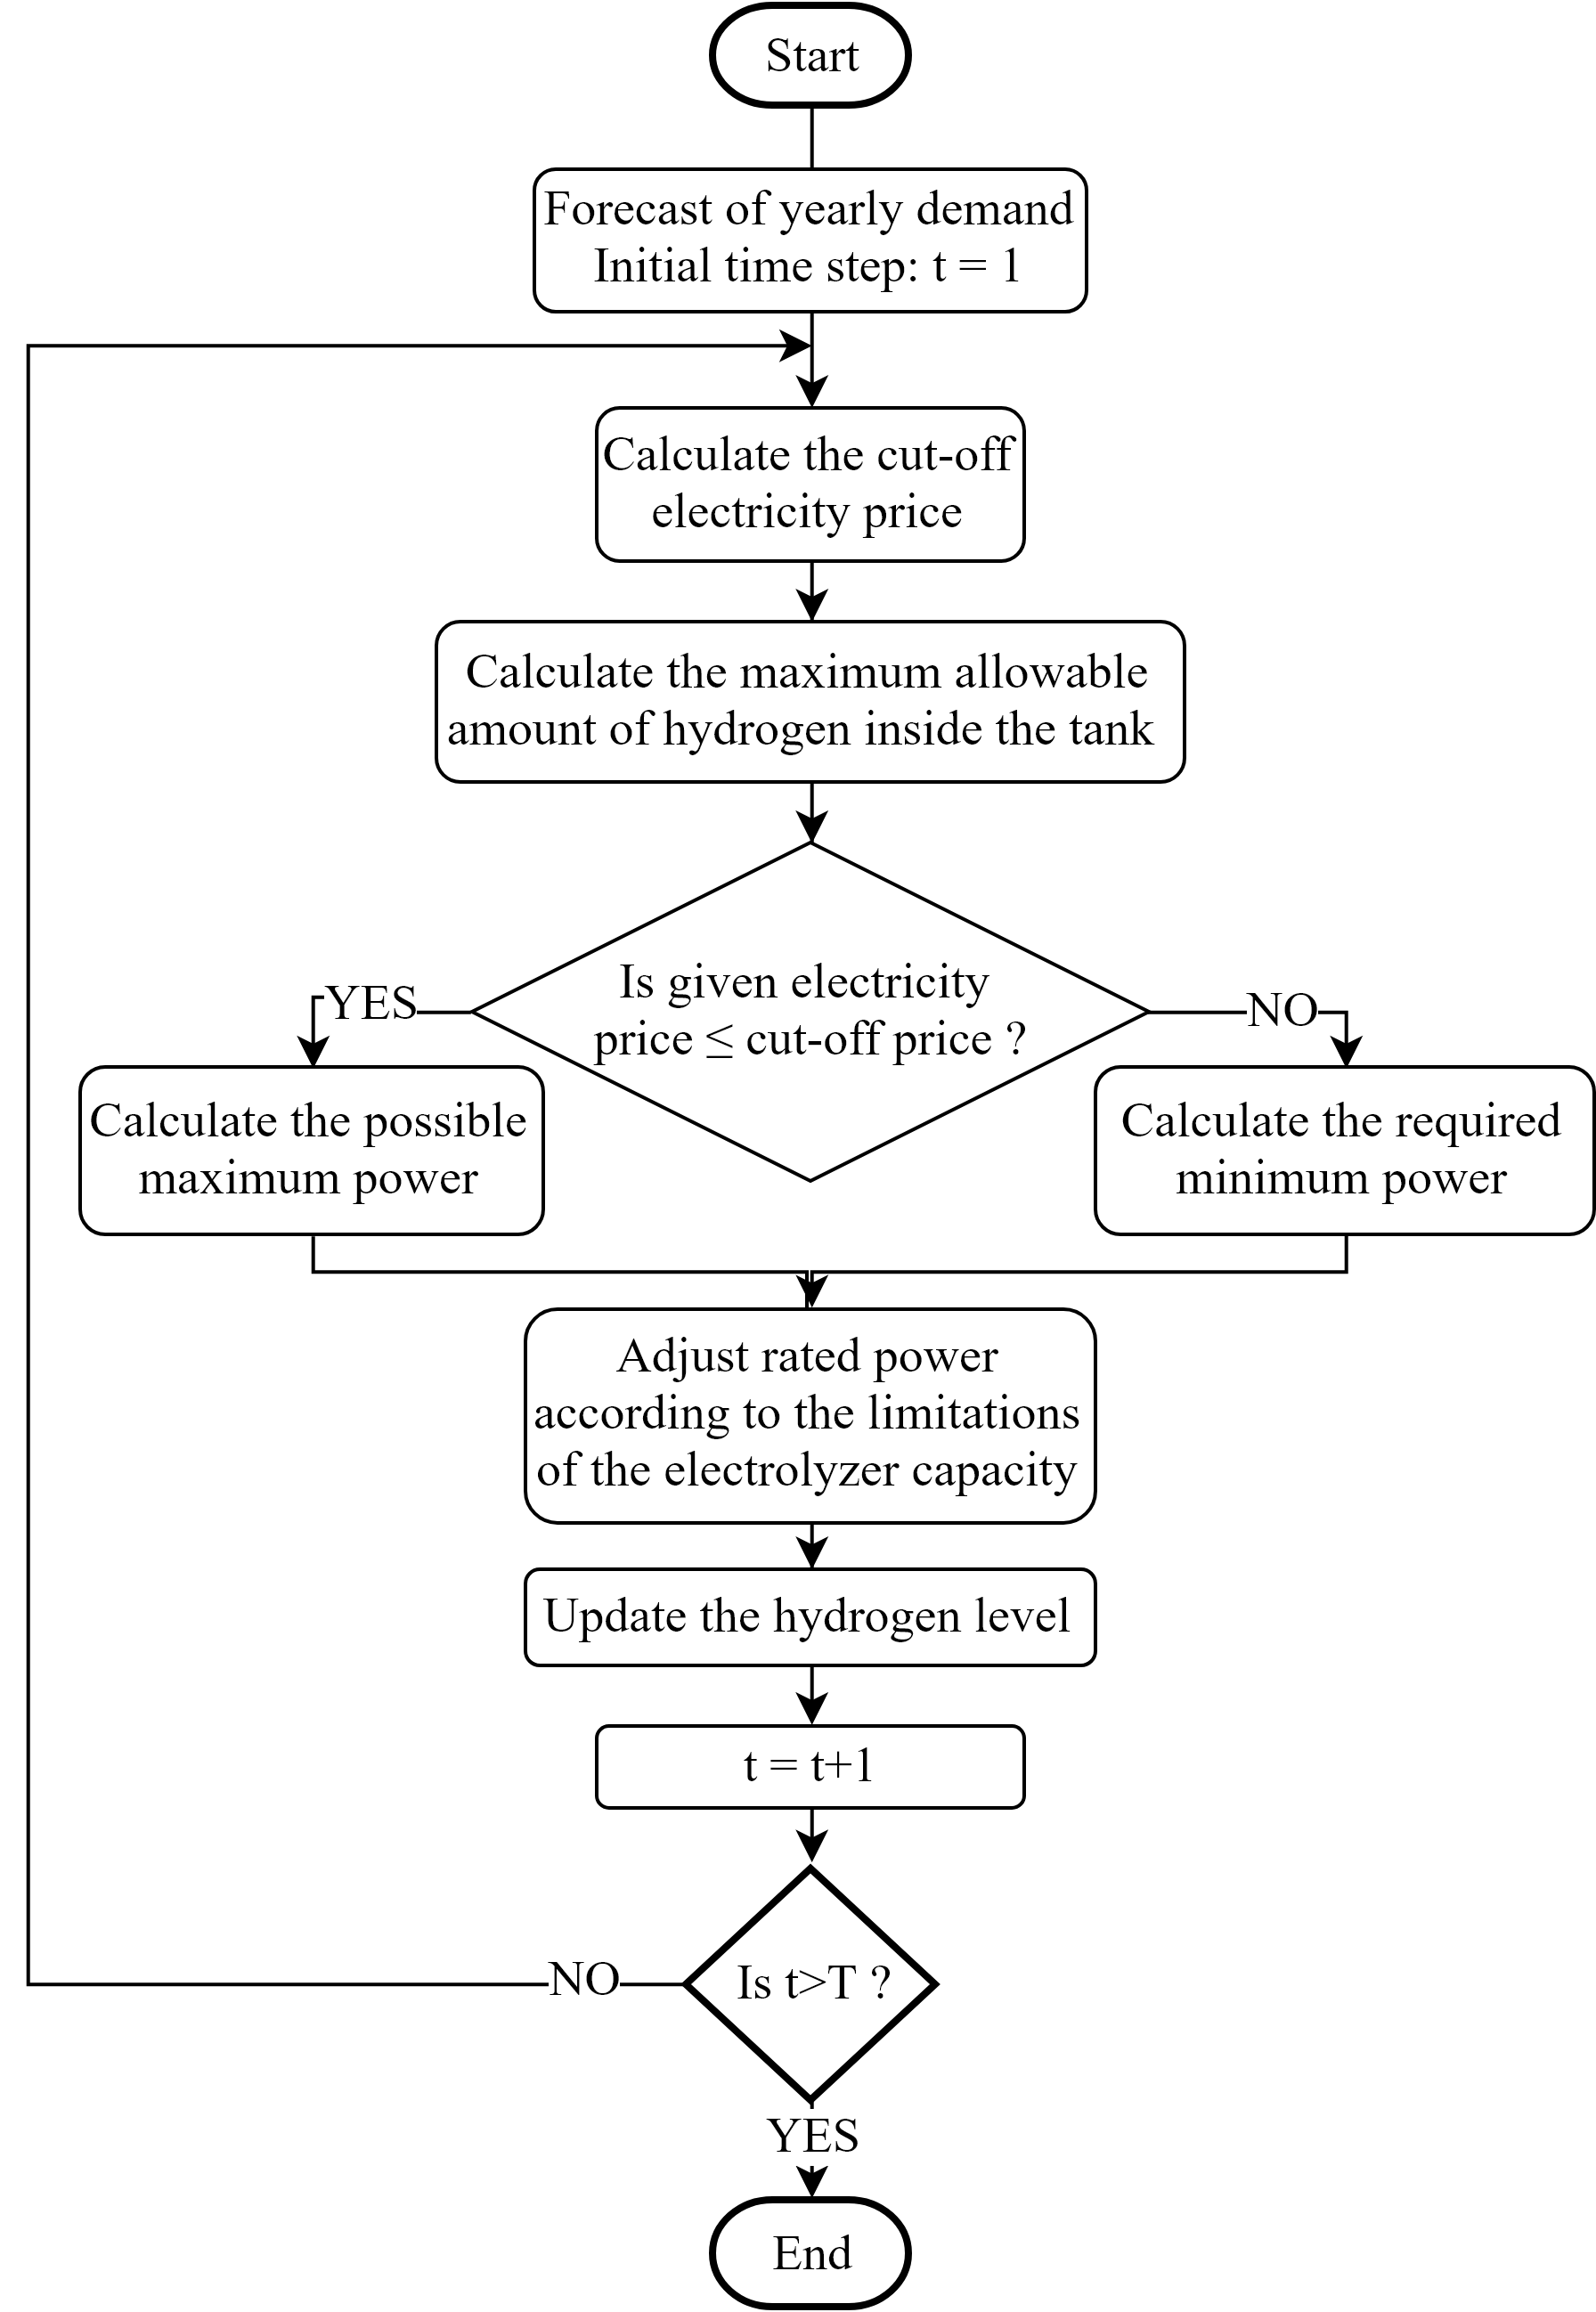 Start
Forecast of yearly demand
Initial time step: t = 1
Calculate the cut-off
electricity price
Calculate the maximum allowable
amount of hydrogen inside the tank
Is given electricity
price ≤ cut-off price ?
YES
NO
Calculate the possible
maximum power
Calculate the required
minimum power
Adjust rated power
according to the limitations
of the electrolyzer capacity
Update the hydrogen level
t = t+1
Is t>T ?
NO
YES
End